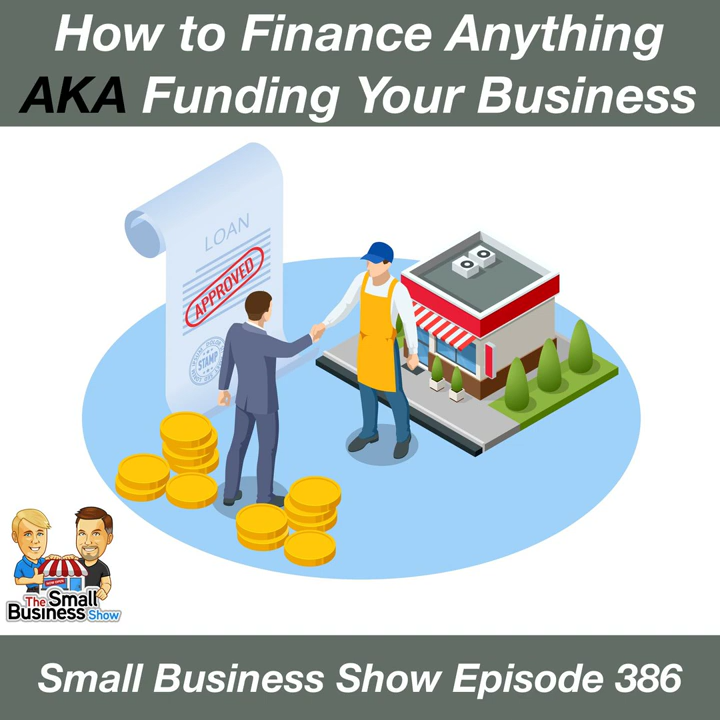 How to Finance Anything
AKA Funding Your Business
LOAN
APPROVED
STAMP
The Small
Business Show
Small Business Show Episode 386